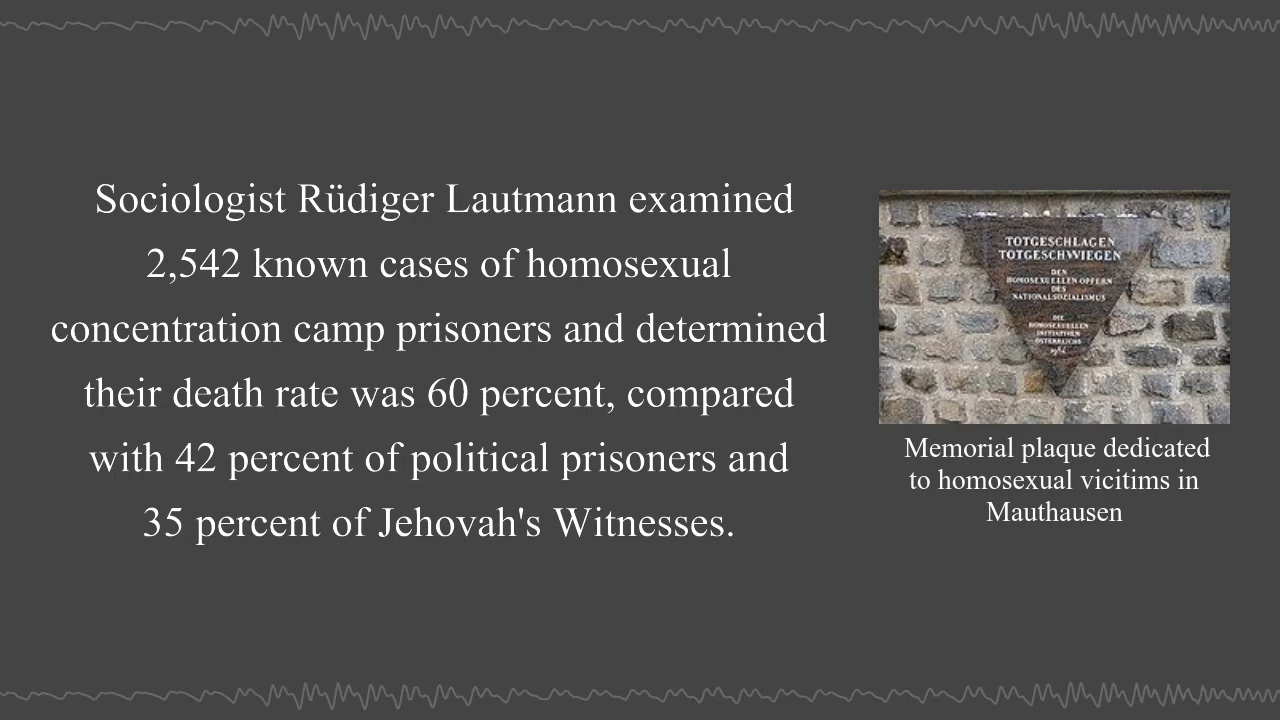 Sociologist Rüdiger Lautmann examined
2,542 known cases of homosexual
concentration camp prisoners and determined
their death rate was 60 percent, compared
with 42 percent of political prisoners and
35 percent of Jehovah's Witnesses.
TOTGESCHLAGEN
TOTGESCHWIEGEN
DEN
HOMOSEXUELLEN OPFERN
DES
NATIONALSOZIALISMUS
DIE
HOMOSEXUELLEN
INITIATIVEN
ÖSTERREICHS
1984
Memorial plaque dedicated
to homosexual vicitims in
Mauthausen